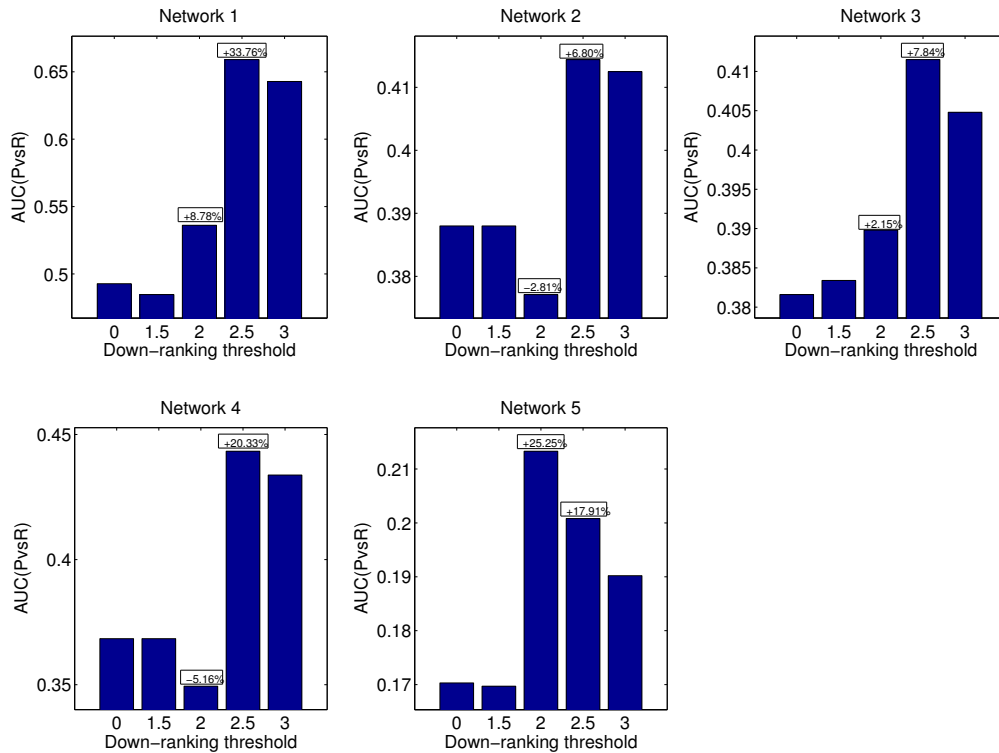 Network 1
+33.76%
+8.78%
0.65
0.6
0.55
0.5
AUC(PvsR)
0 1.5 2 2.5 3
Down−ranking threshold
Network 2
+6.80%
−2.81%
0.41
0.4
0.39
0.38
AUC(PvsR)
0 1.5 2 2.5 3
Down−ranking threshold
Network 3
+7.84%
+2.15%
0.41
0.405
0.4
0.395
0.39
0.385
0.38
AUC(PvsR)
0 1.5 2 2.5 3
Down−ranking threshold
Network 4
+20.33%
−5.16%
0.45
0.4
0.35
AUC(PvsR)
0 1.5 2 2.5 3
Down−ranking threshold
Network 5
+25.25%
+17.91%
0.21
0.2
0.19
0.18
0.17
AUC(PvsR)
0 1.5 2 2.5 3
Down−ranking threshold